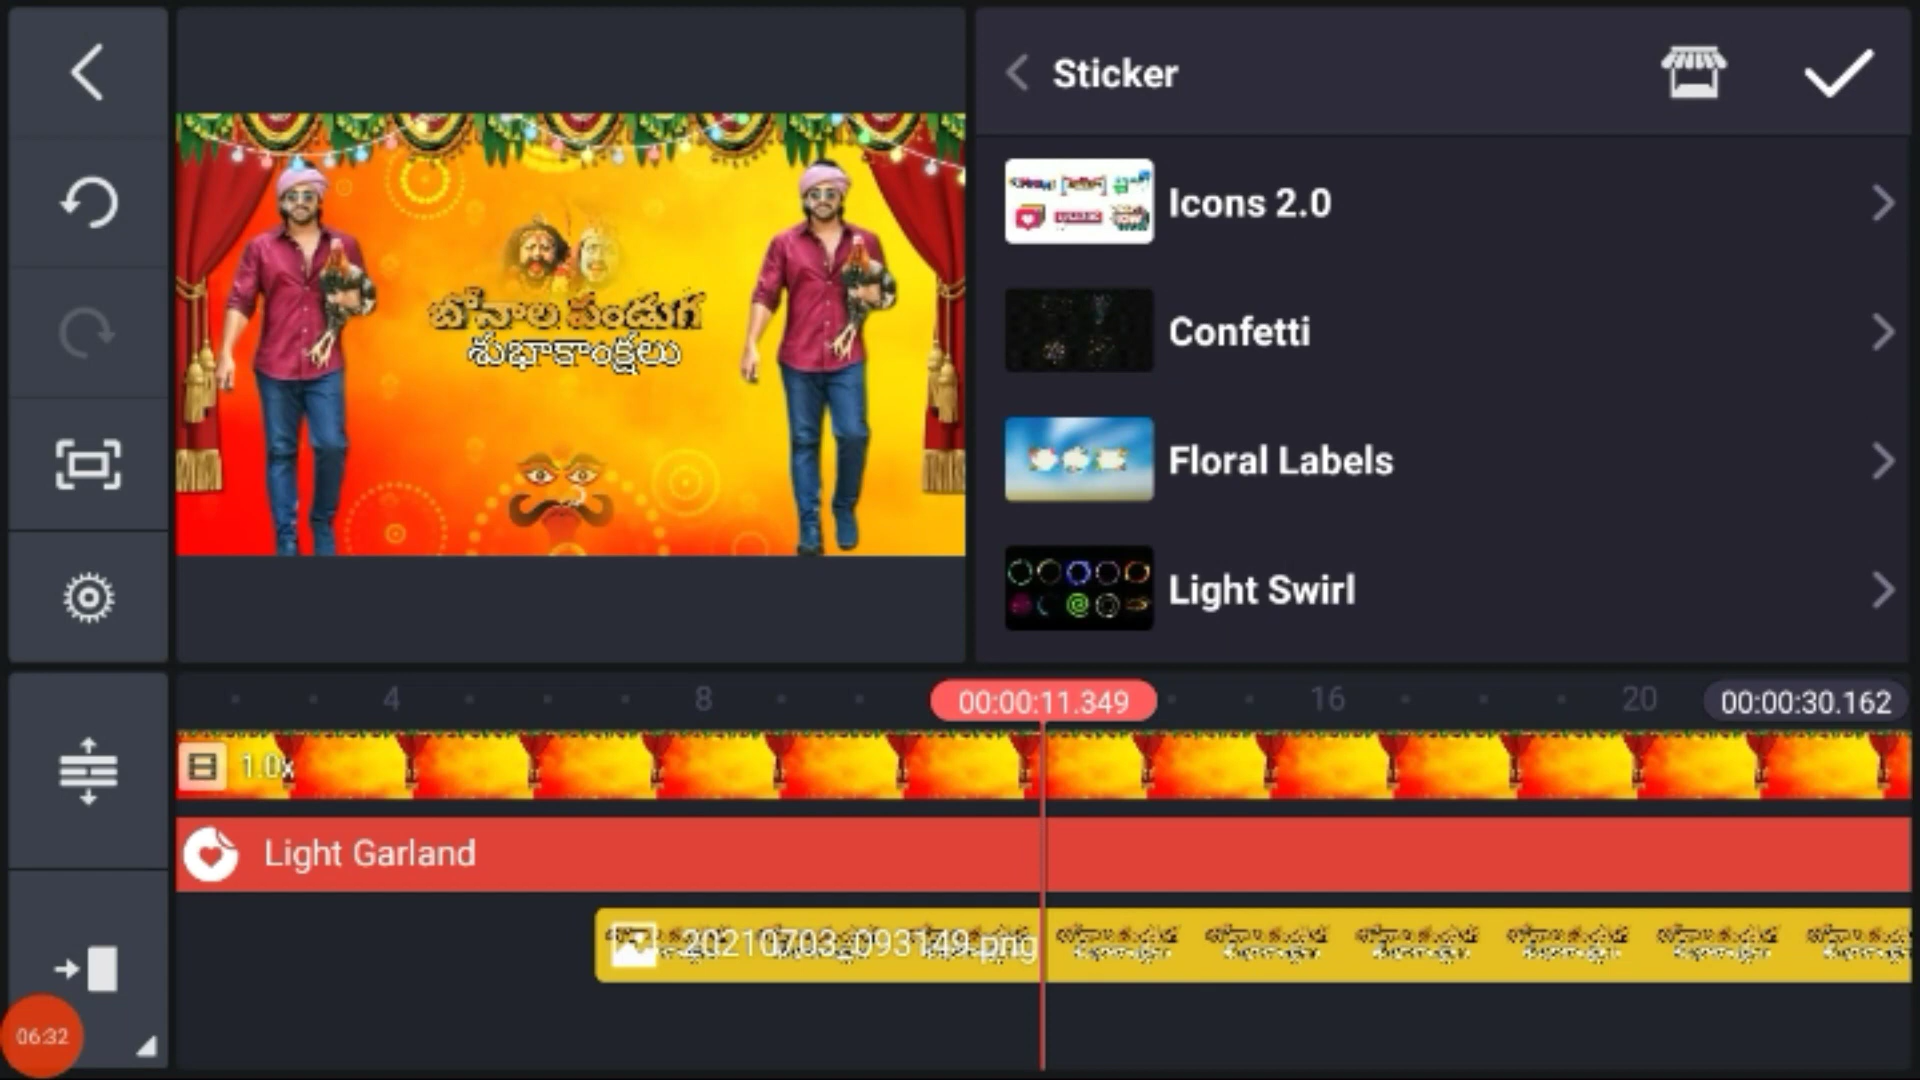 Sticker
Icons 2.0
Confetti
Floral Labels
Light Swirl
బోనాల పండుగ
శుభాకాంక్షలు
4
8
00:00:11.349
16
20
00:00:30.162
1.0x
Light Garland
20210703_093149.png
06:32